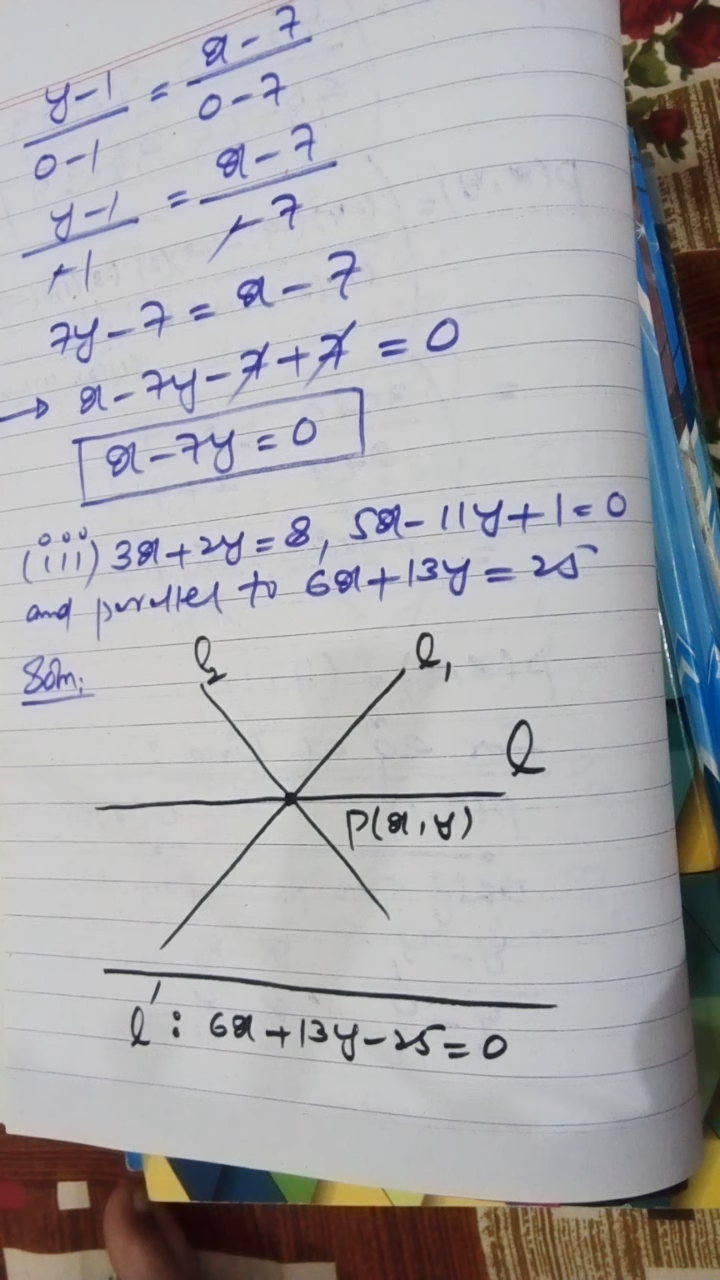 y-1/0-1 = x-7/0-7
y-1/-1 = x-7/-7
7y-7 = x-7
→ x-7y-7+7 = 0
x-7y = 0
(iii) 3x+2y = 8, 5x-11y+1=0
and parallel to 6x+13y = 25
Soln:
l₂ l₁
l
P(x,y)
l': 6x+13y-25=0